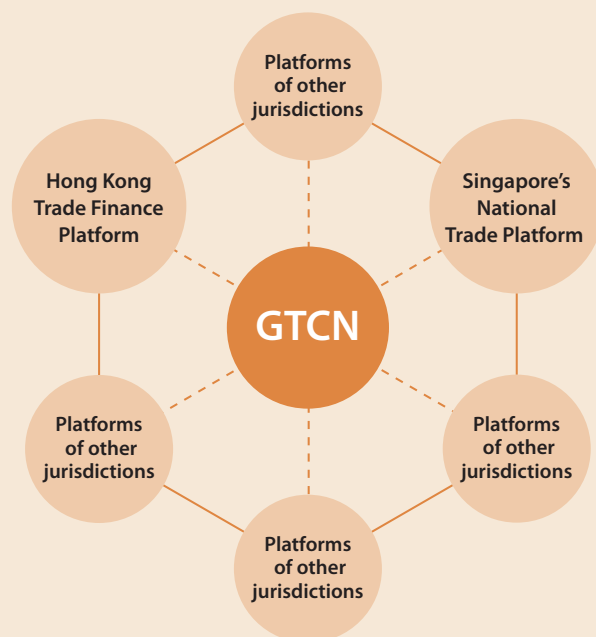 Platforms
of other
jurisdictions
Hong Kong
Trade Finance
Platform
Singapore’s
National
Trade Platform
GTCN
Platforms
of other
jurisdictions
Platforms
of other
jurisdictions
Platforms
of other
jurisdictions